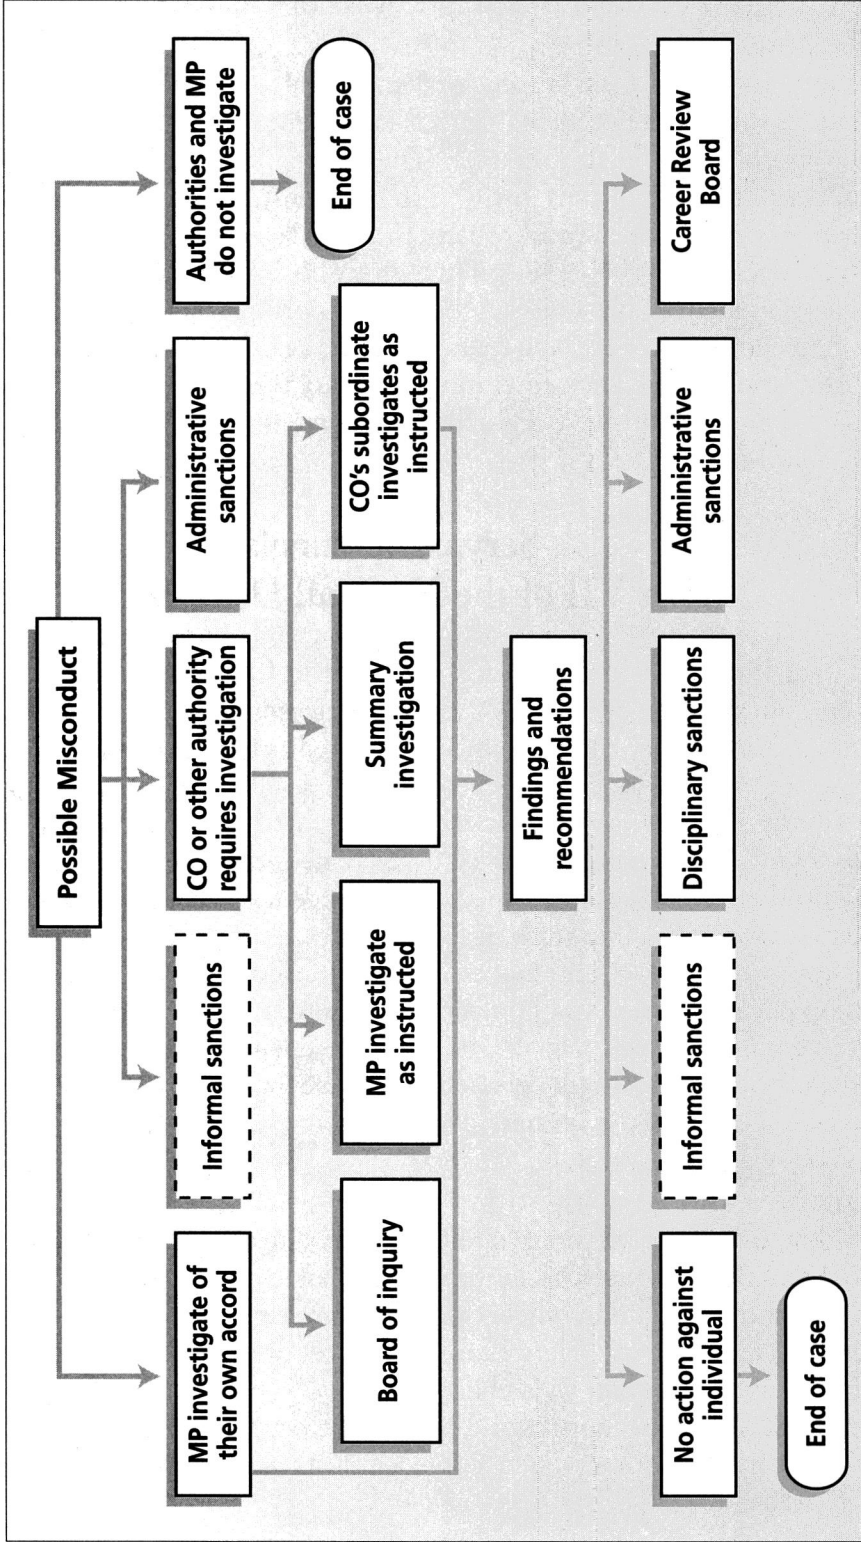 Possible Misconduct
MP investigate of
their own accord
Informal sanctions
CO or other authority
requires investigation
Administrative
sanctions
Authorities and MP
do not investigate
Board of inquiry
MP investigate
as instructed
Summary
investigation
CO's subordinate
investigates as
instructed
End of case
Findings and
recommendations
No action against
individual
Informal sanctions
Disciplinary sanctions
Administrative
sanctions
Career Review
Board
End of case